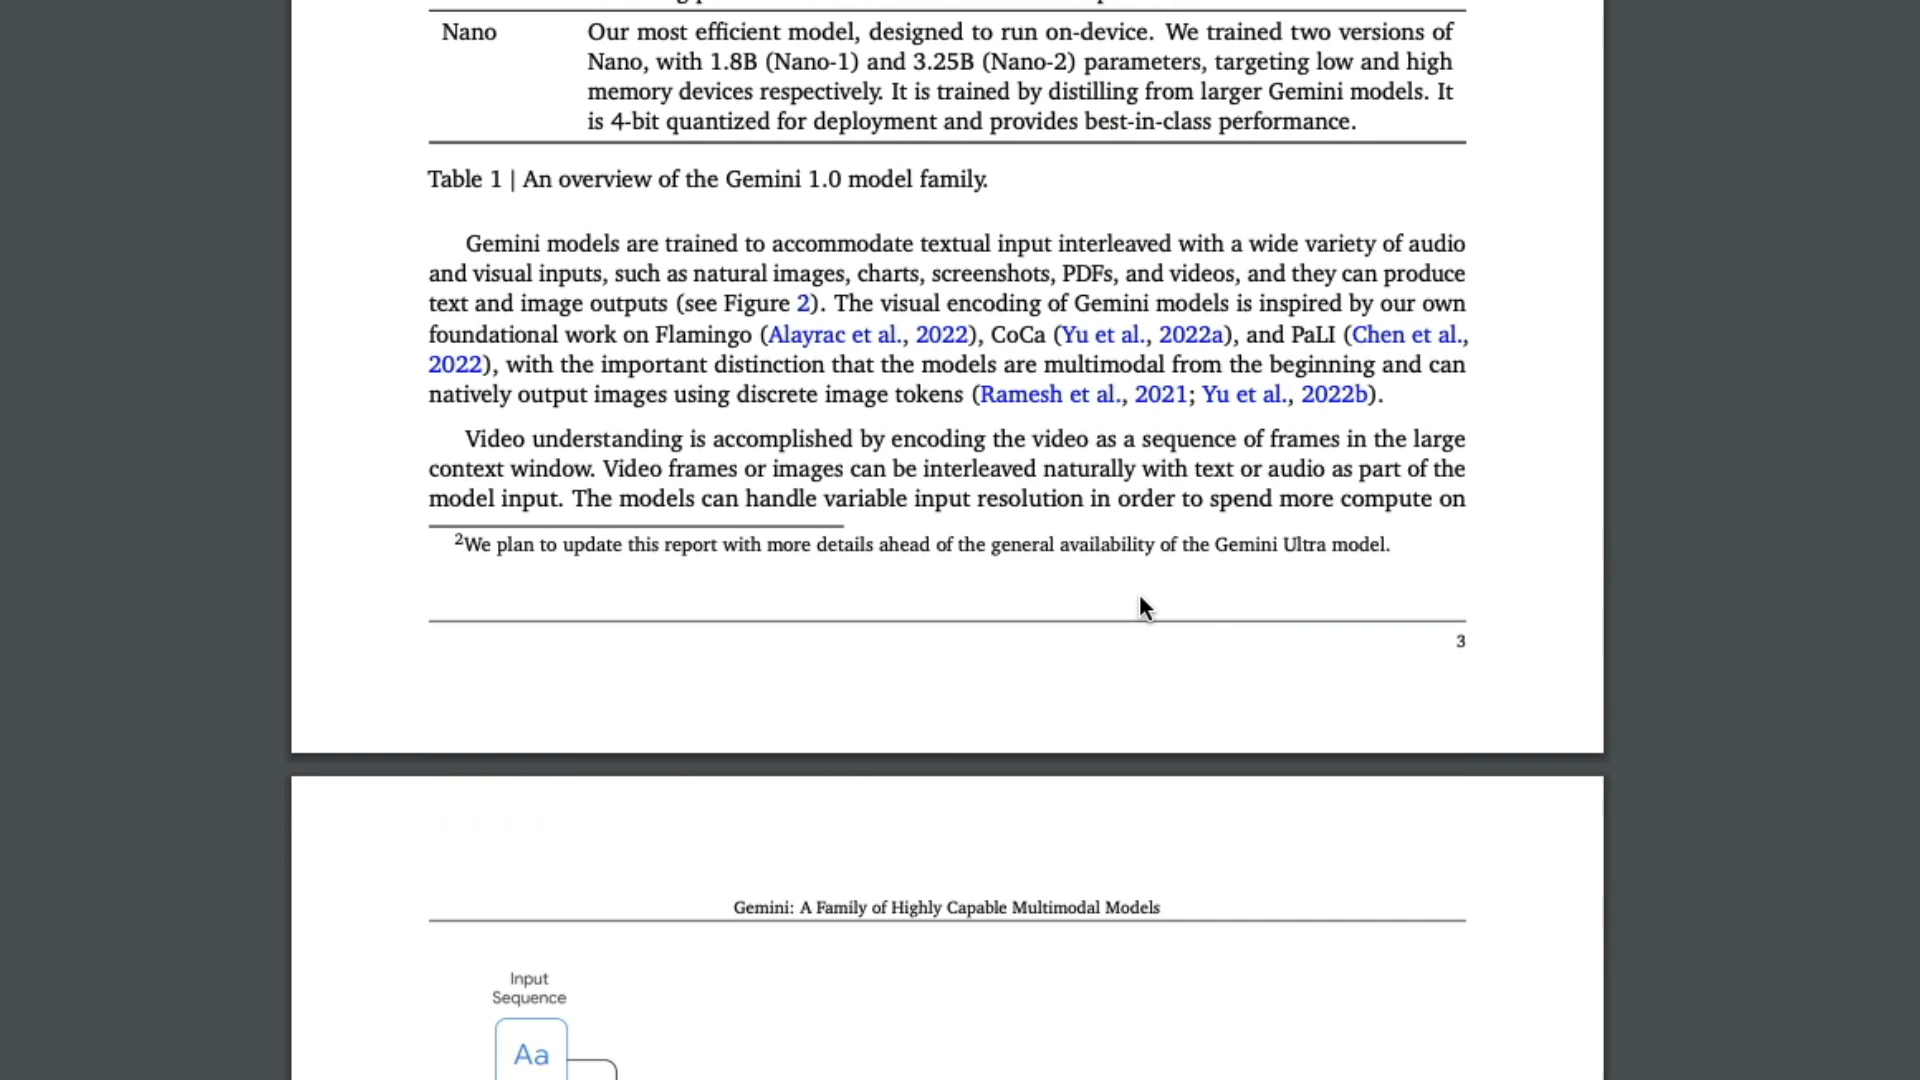 Nano
Our most efficient model, designed to run on-device. We trained two versions of
Nano, with 1.8B (Nano-1) and 3.25B (Nano-2) parameters, targeting low and high
memory devices respectively. It is trained by distilling from larger Gemini models. It
is 4-bit quantized for deployment and provides best-in-class performance.
Table 1 | An overview of the Gemini 1.0 model family.
Gemini models are trained to accommodate textual input interleaved with a wide variety of audio
and visual inputs, such as natural images, charts, screenshots, PDFs, and videos, and they can produce
text and image outputs (see Figure 2). The visual encoding of Gemini models is inspired by our own
foundational work on Flamingo (Alayrac et al., 2022), CoCa (Yu et al., 2022a), and PaLI (Chen et al.,
2022), with the important distinction that the models are multimodal from the beginning and can
natively output images using discrete image tokens (Ramesh et al., 2021; Yu et al., 2022b).
Video understanding is accomplished by encoding the video as a sequence of frames in the large
context window. Video frames or images can be interleaved naturally with text or audio as part of the
model input. The models can handle variable input resolution in order to spend more compute on
2We plan to update this report with more details ahead of the general availability of the Gemini Ultra model.
3
Gemini: A Family of Highly Capable Multimodal Models
Input
Sequence
Aa